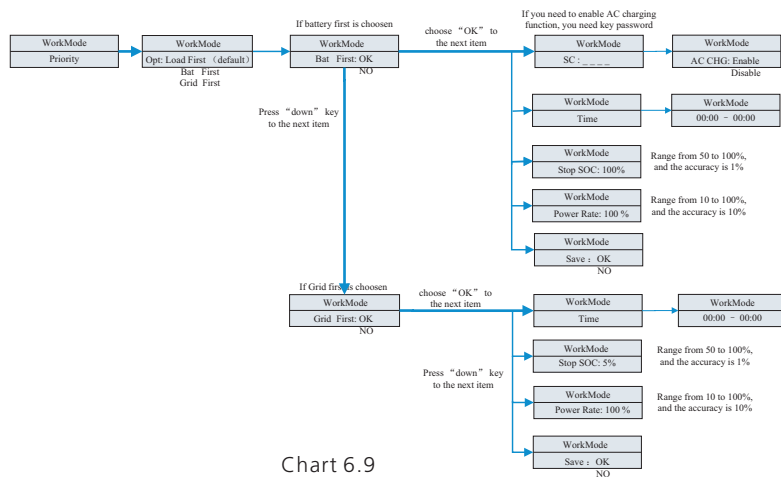 If you need to enable AC charging
function, you need key password
If battery first is choosen
choose “OK” to
the next item
WorkMode
Priority
WorkMode
Opt: Load First （default）
Bat First
Grid First
WorkMode
Bat First: OK
NO
WorkMode
SC : _ _ _ _
WorkMode
AC CHG: Enable
Disable
Press “down” key
to the next item
WorkMode
Time
WorkMode
00:00 - 00:00
WorkMode
Stop SOC: 100%
Range from 50 to 100%,
and the accuracy is 1%
WorkMode
Power Rate: 100 %
Range from 10 to 100%,
and the accuracy is 10%
WorkMode
Save： OK
NO
If Grid first is choosen
choose “OK” to
the next item
WorkMode
Grid First: OK
NO
WorkMode
Time
WorkMode
00:00 - 00:00
Press “down” key
to the next item
WorkMode
Stop SOC: 5%
Range from 50 to 100%,
and the accuracy is 1%
WorkMode
Power Rate: 100 %
Range from 10 to 100%,
and the accuracy is 10%
WorkMode
Save： OK
NO
Chart 6.9